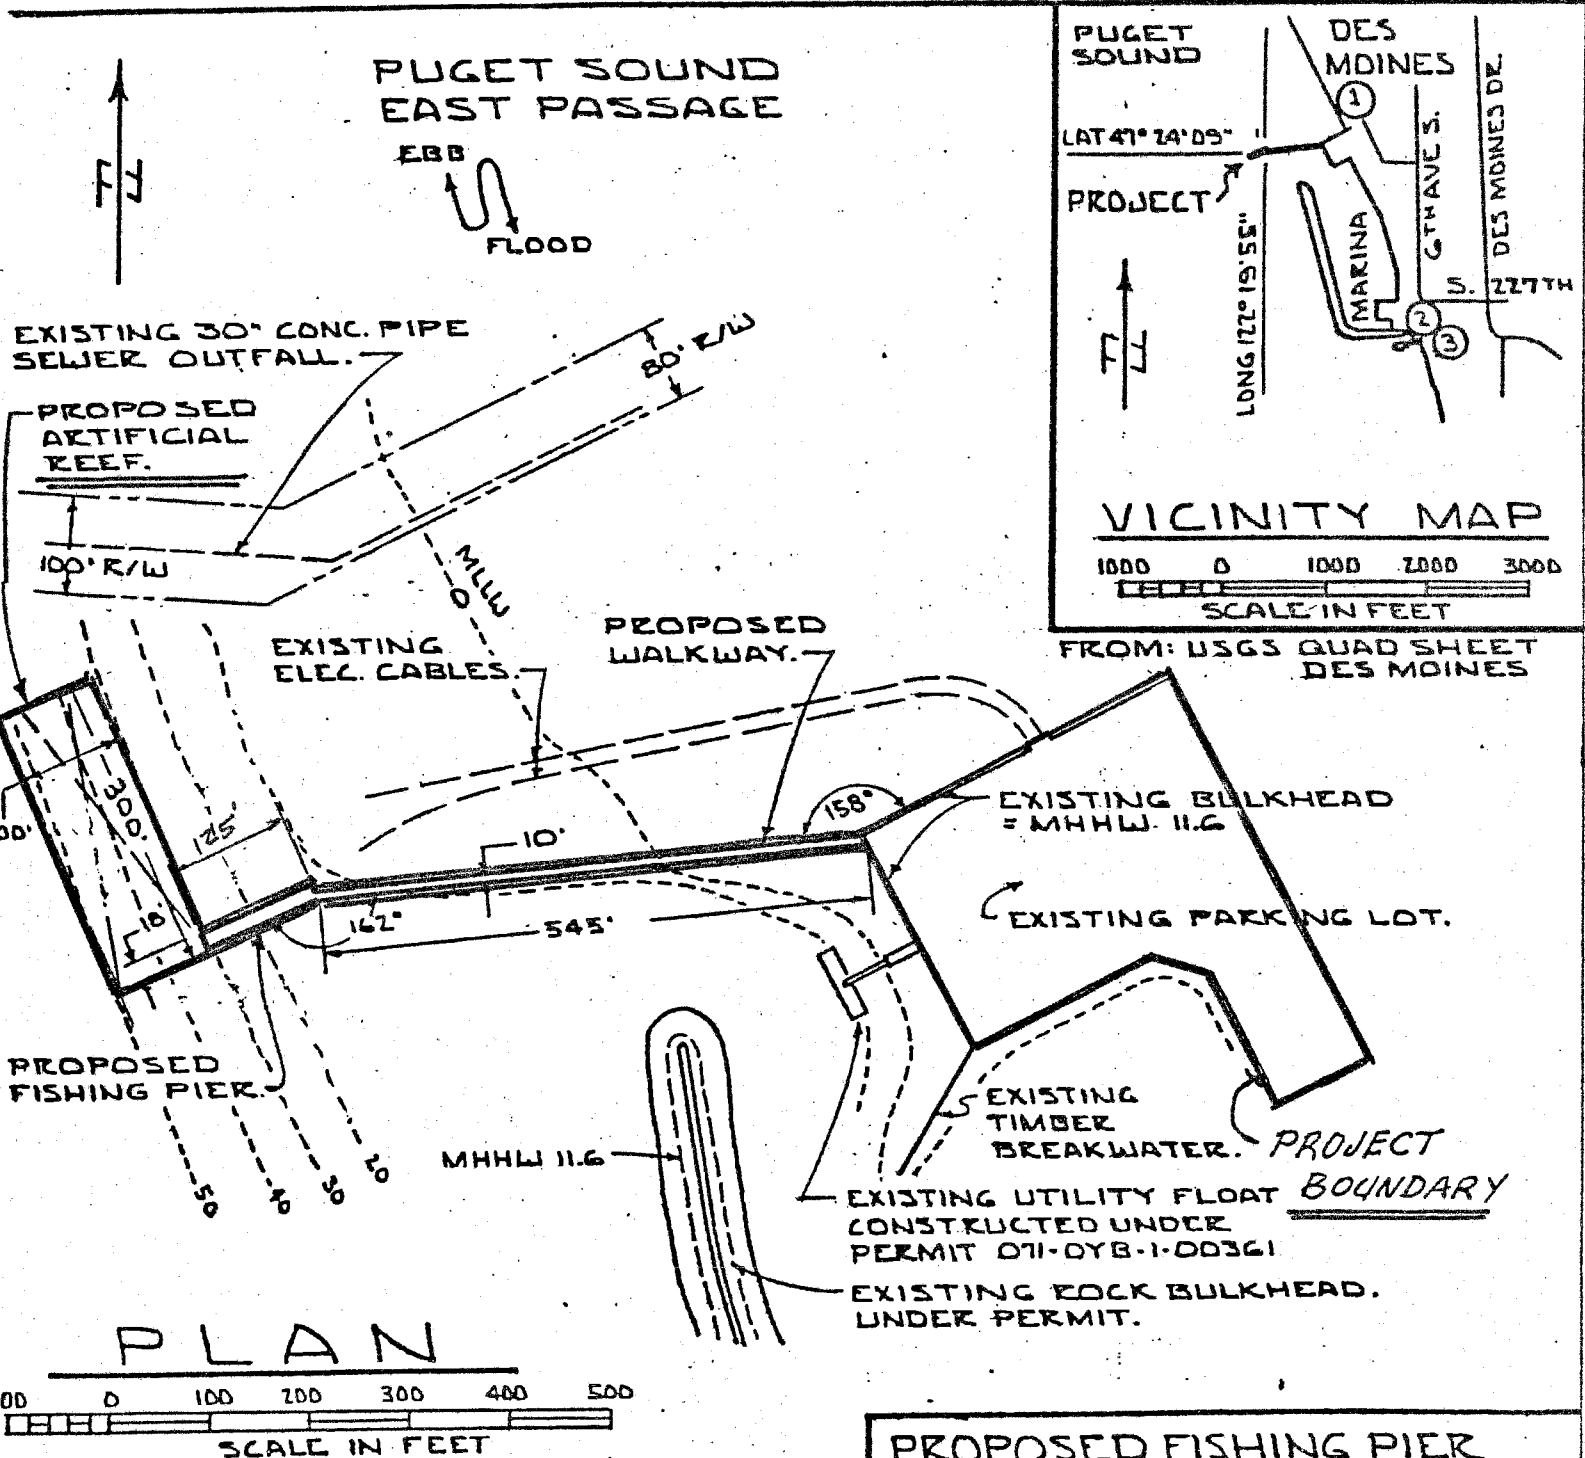 PUGET SOUND
EAST PASSAGE
EBB
FLOOD
EXISTING 30" CONC. PIPE
SEWER OUTFALL.
80' R/W
PROPOSED
ARTIFICIAL
REEF.
100' R/W
MLLW
0
EXISTING
ELEC. CABLES.
PROPOSED
WALKWAY.
300'
125'
18'
10'
158°
162°
545'
EXISTING BULKHEAD
= MHHW 11.6
EXISTING PARKING LOT.
PROPOSED
FISHING PIER.
50
40
30
20
MHHW 11.6
EXISTING
TIMBER
BREAKWATER.
PROJECT
BOUNDARY
EXISTING UTILITY FLOAT
CONSTRUCTED UNDER
PERMIT 071-OYB-1-00361
EXISTING ROCK BULKHEAD.
UNDER PERMIT.
PLAN
00 0 100 200 300 400 500
SCALE IN FEET
PUGET
SOUND
DES
MOINES
1
LAT 47° 24' 09"
PROJECT
LONG 122° 19' 55"
MARINA
6TH AVE S.
DES MOINES DR.
S. 227TH
2
3
VICINITY MAP
1000 0 1000 2000 3000
SCALE IN FEET
FROM: USGS QUAD SHEET
DES MOINES
PROPOSED FISHING PIER